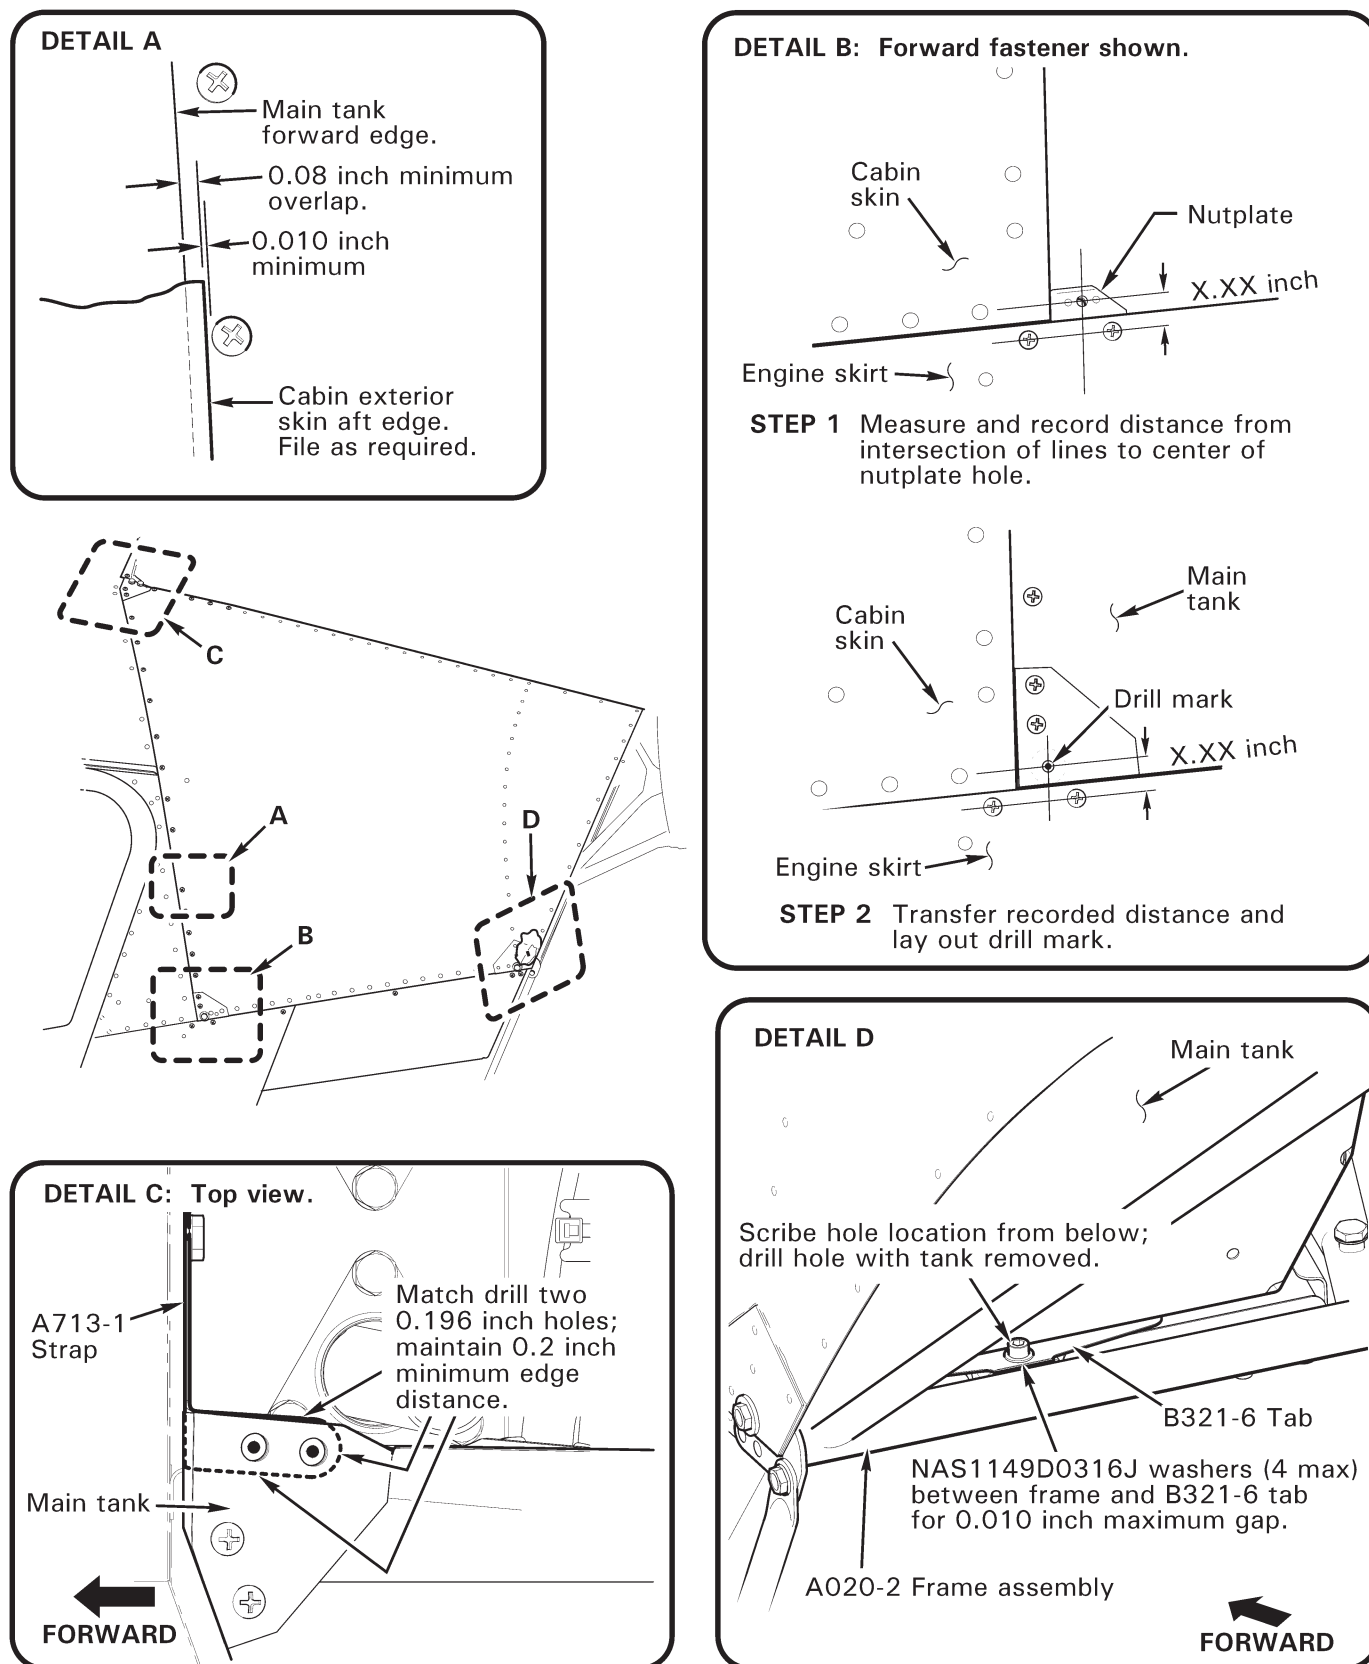 DETAIL A
Main tank
forward edge.
0.08 inch minimum
overlap.
0.010 inch
minimum
Cabin exterior
skin aft edge.
File as required.
DETAIL B: Forward fastener shown.
Cabin
skin
Nutplate
X.XX inch
Engine skirt
STEP 1 Measure and record distance from
intersection of lines to center of
nutplate hole.
Main
tank
Cabin
skin
Drill mark
X.XX inch
Engine skirt
STEP 2 Transfer recorded distance and
lay out drill mark.
C
A
D
B
DETAIL C: Top view.
A713-1
Strap
Match drill two
0.196 inch holes;
maintain 0.2 inch
minimum edge
distance.
Main tank
FORWARD
DETAIL D
Main tank
Scribe hole location from below;
drill hole with tank removed.
B321-6 Tab
NAS1149D0316J washers (4 max)
between frame and B321-6 tab
for 0.010 inch maximum gap.
A020-2 Frame assembly
FORWARD